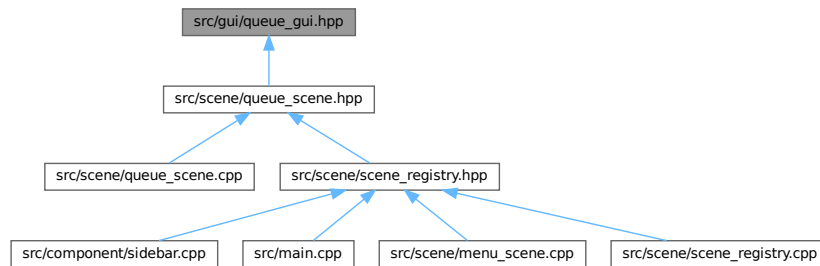 src/gui/queue_gui.hpp
src/scene/queue_scene.hpp
src/scene/queue_scene.cpp
src/scene/scene_registry.hpp
src/component/sidebar.cpp
src/main.cpp
src/scene/menu_scene.cpp
src/scene/scene_registry.cpp